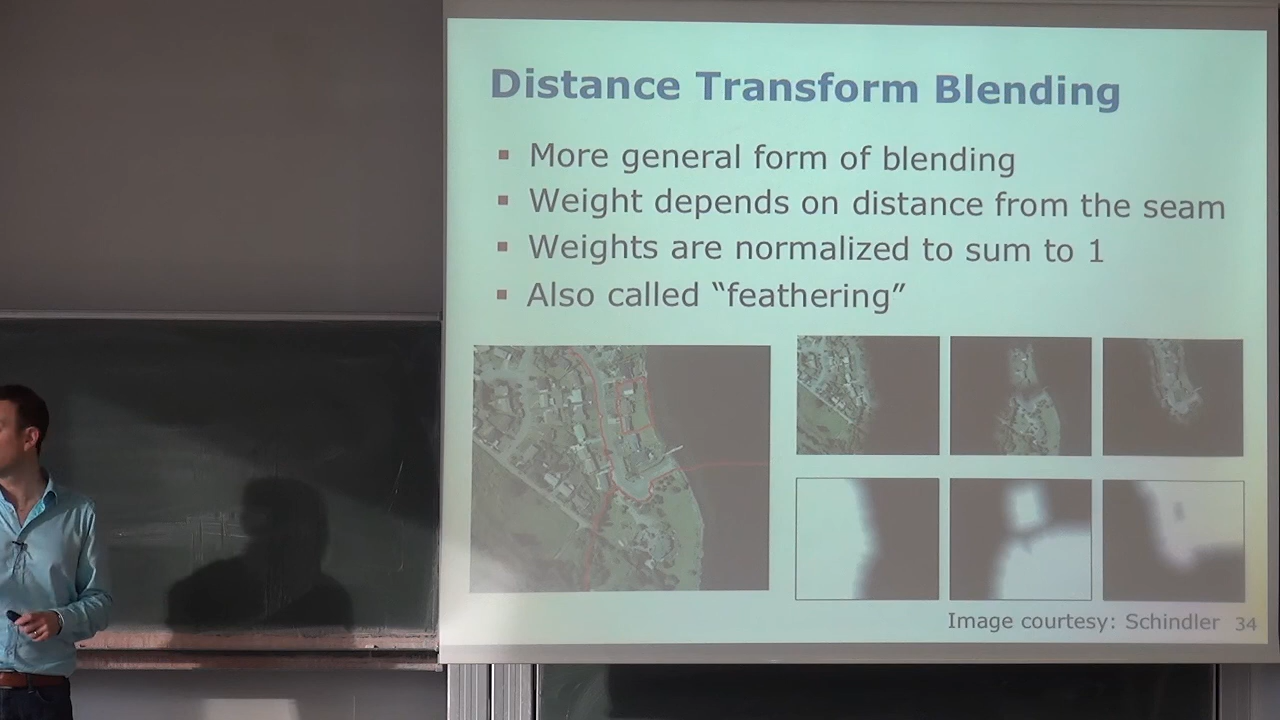 Distance Transform Blending
▪ More general form of blending
▪ Weight depends on distance from the seam
▪ Weights are normalized to sum to 1
▪ Also called “feathering”
Image courtesy: Schindler 34